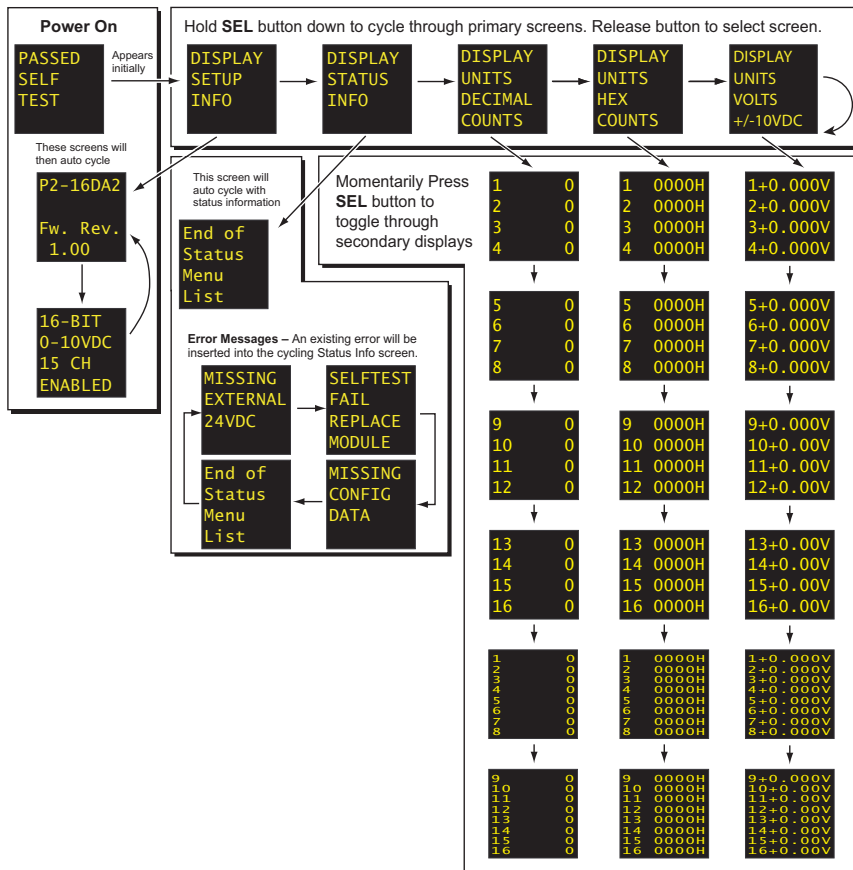 Power On
PASSED
SELF
TEST
Appears
initially
These screens will
then auto cycle
P2-16DA2
Fw. Rev.
1.00
16-BIT
0-10VDC
15 CH
ENABLED
Hold SEL button down to cycle through primary screens. Release button to select screen.
DISPLAY
SETUP
INFO
DISPLAY
STATUS
INFO
DISPLAY
UNITS
DECIMAL
COUNTS
DISPLAY
UNITS
HEX
COUNTS
DISPLAY
UNITS
VOLTS
+/-10VDC
This screen will
auto cycle with
status information
End of
Status
Menu
List
Error Messages – An existing error will be
inserted into the cycling Status Info screen.
MISSING
EXTERNAL
24VDC
SELFTEST
FAIL
REPLACE
MODULE
End of
Status
Menu
List
MISSING
CONFIG
DATA
Momentarily Press
SEL button to
toggle through
secondary displays
1 0
2 0
3 0
4 0
1 0000H
2 0000H
3 0000H
4 0000H
1+0.000V
2+0.000V
3+0.000V
4+0.000V
5 0
6 0
7 0
8 0
5 0000H
6 0000H
7 0000H
8 0000H
5+0.000V
6+0.000V
7+0.000V
8+0.000V
9 0
10 0
11 0
12 0
9 0000H
10 0000H
11 0000H
12 0000H
9+0.000V
10+0.00V
11+0.00V
12+0.00V
13 0
14 0
15 0
16 0
13 0000H
14 0000H
15 0000H
16 0000H
13+0.00V
14+0.00V
15+0.00V
16+0.00V
1 0
2 0
3 0
4 0
5 0
6 0
7 0
8 0
1 0000H
2 0000H
3 0000H
4 0000H
5 0000H
6 0000H
7 0000H
8 0000H
1+0.000V
2+0.000V
3+0.000V
4+0.000V
5+0.000V
6+0.000V
7+0.000V
8+0.000V
9 0
10 0
11 0
12 0
13 0
14 0
15 0
16 0
9 0000H
10 0000H
11 0000H
12 0000H
13 0000H
14 0000H
15 0000H
16 0000H
9+0.000V
10+0.00V
11+0.00V
12+0.00V
13+0.00V
14+0.00V
15+0.00V
16+0.00V